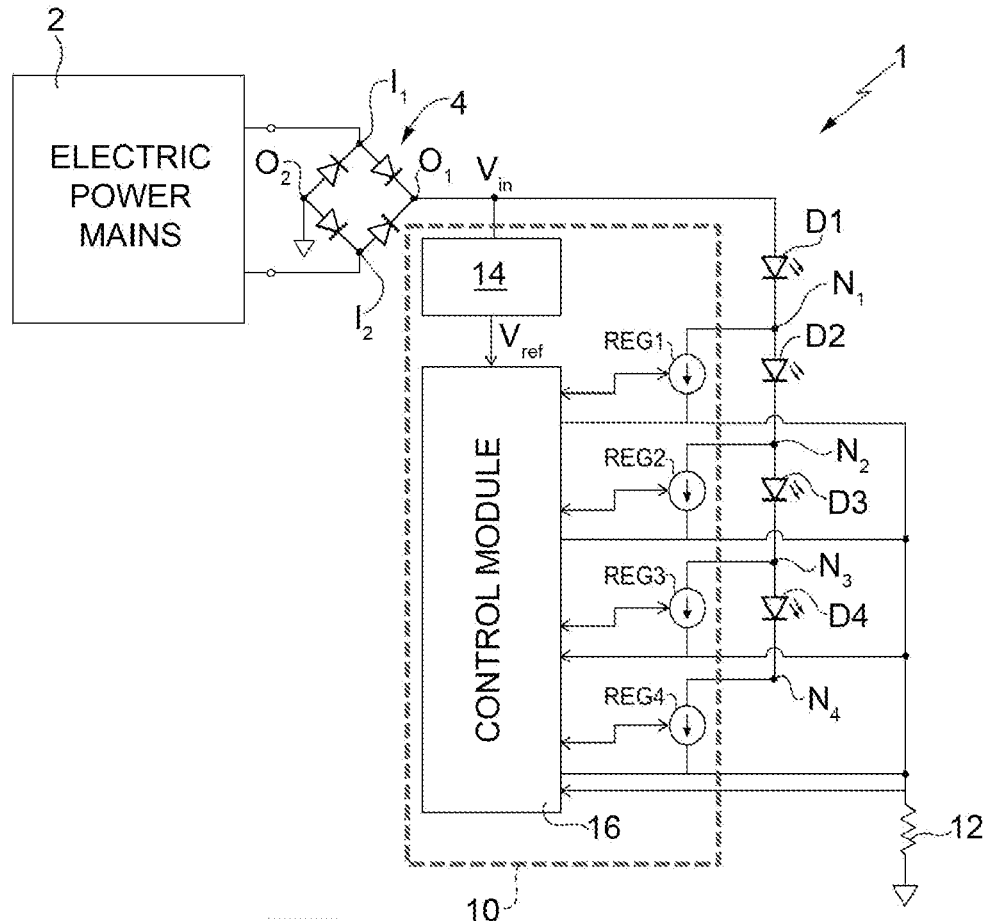 2
ELECTRIC
POWER
MAINS
I1
4
O2
O1
Vin
1
D1
14
I2
Vref
N1
REG1
D2
REG2
N2
D3
REG3
N3
D4
REG4
N4
CONTROL MODULE
16
12
10